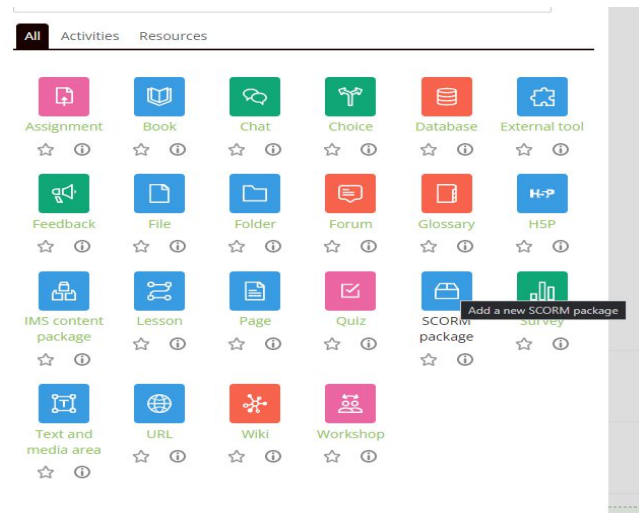 All Activities Resources
Assignment Book Chat Choice Database External tool
Feedback File Folder Forum Glossary H5P
IMS content package Lesson Page Quiz SCORM package Survey
Add a new SCORM package
Text and media area URL Wiki Workshop